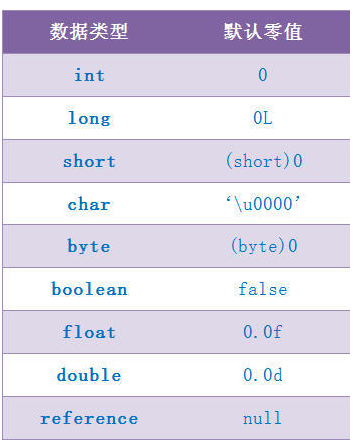 数据类型 默认零值
int 0
long 0L
short (short)0
char ‘\u0000’
byte (byte)0
boolean false
float 0.0f
double 0.0d
reference null